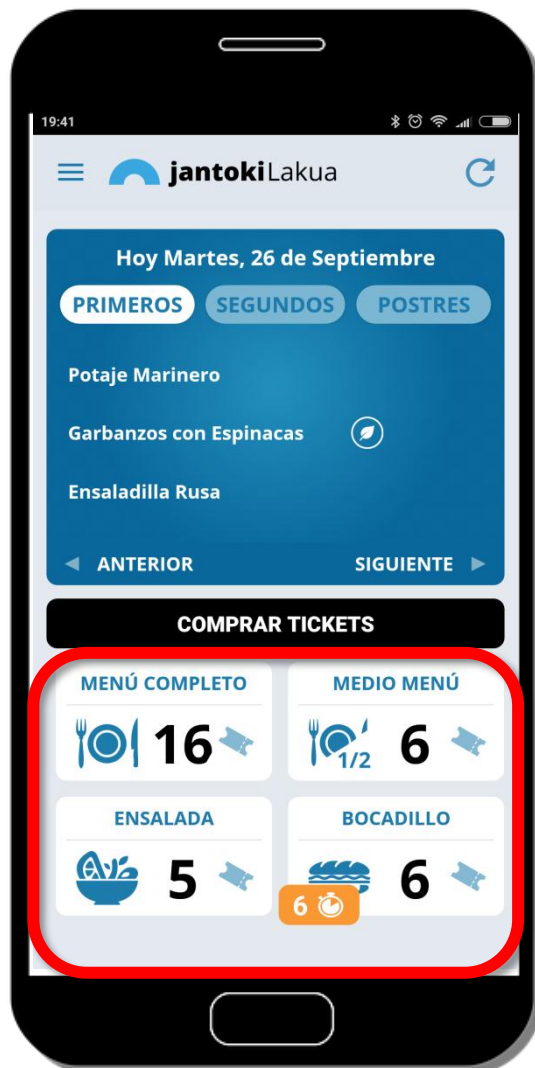 19:41
jantokiLakua
Hoy Martes, 26 de Septiembre
PRIMEROS SEGUNDOS POSTRES
Potaje Marinero
Garbanzos con Espinacas
Ensaladilla Rusa
ANTERIOR SIGUIENTE
COMPRAR TICKETS
MENÚ COMPLETO MEDIO MENÚ
16 1/2 6
ENSALADA BOCADILLO
5 6
6